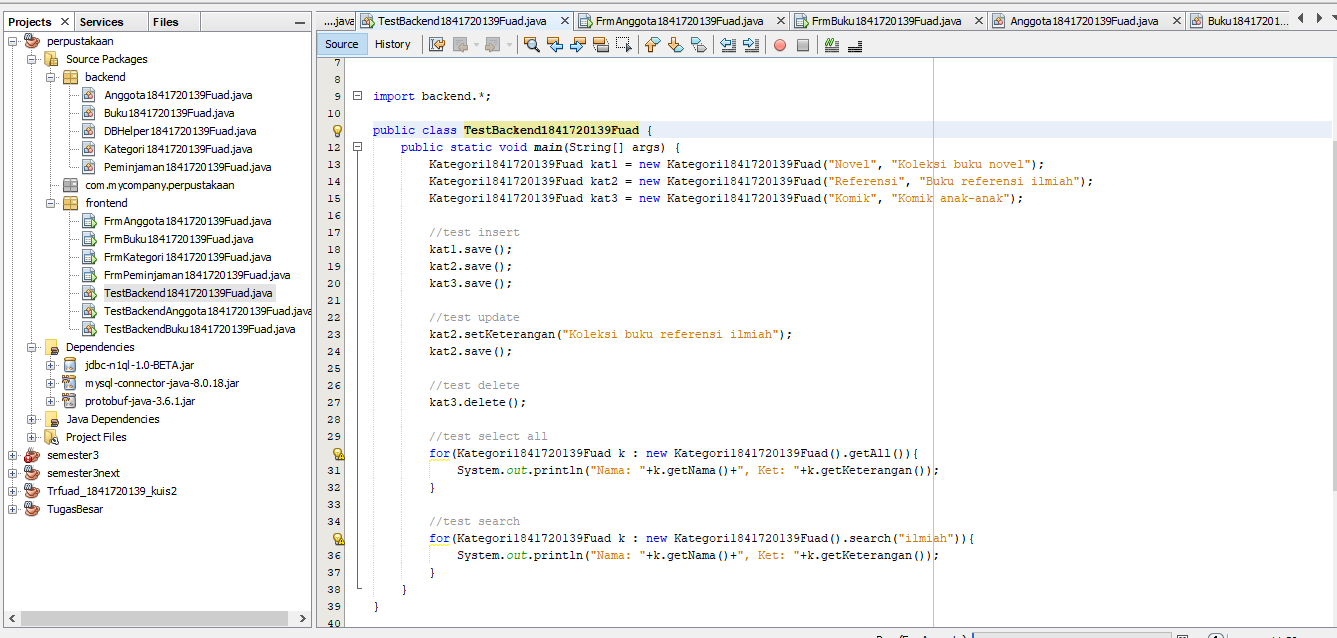 Projects
Services
Files
perpustakaan
Source Packages
backend
Anggota1841720139Fuad.java
Buku1841720139Fuad.java
DBHelper1841720139Fuad.java
Kategori1841720139Fuad.java
Peminjaman1841720139Fuad.java
com.mycompany.perpustakaan
frontend
FrmAnggota1841720139Fuad.java
FrmBuku1841720139Fuad.java
FrmKategori1841720139Fuad.java
FrmPeminjaman1841720139Fuad.java
TestBackend1841720139Fuad.java
TestBackendAnggota1841720139Fuad.java
TestBackendBuku1841720139Fuad.java
Dependencies
jdbc-n1ql-1.0-BETA.jar
mysql-connector-java-8.0.18.jar
protobuf-java-3.6.1.jar
Java Dependencies
Project Files
semester3
semester3next
Trfuad_1841720139_kuis2
TugasBesar
....java TestBackend1841720139Fuad.java FrmAnggota1841720139Fuad.java FrmBuku1841720139Fuad.java Anggota1841720139Fuad.java Buku18417201...
Source History
7
8
9 import backend.*;
10
public class TestBackend1841720139Fuad {
12 public static void main(String[] args) {
13 Kategori1841720139Fuad kat1 = new Kategori1841720139Fuad("Novel", "Koleksi buku novel");
14 Kategori1841720139Fuad kat2 = new Kategori1841720139Fuad("Referensi", "Buku referensi ilmiah");
15 Kategori1841720139Fuad kat3 = new Kategori1841720139Fuad("Komik", "Komik anak-anak");
16
17 //test insert
18 kat1.save();
19 kat2.save();
20 kat3.save();
21
22 //test update
23 kat2.setKeterangan("Koleksi buku referensi ilmiah");
24 kat2.save();
25
26 //test delete
27 kat3.delete();
28
29 //test select all
for(Kategori1841720139Fuad k : new Kategori1841720139Fuad().getAll()){
31 System.out.println("Nama: "+k.getNama()+", Ket: "+k.getKeterangan());
32 }
33
34 //test search
for(Kategori1841720139Fuad k : new Kategori1841720139Fuad().search("ilmiah")){
36 System.out.println("Nama: "+k.getNama()+", Ket: "+k.getKeterangan());
37 }
38 }
39 }
40